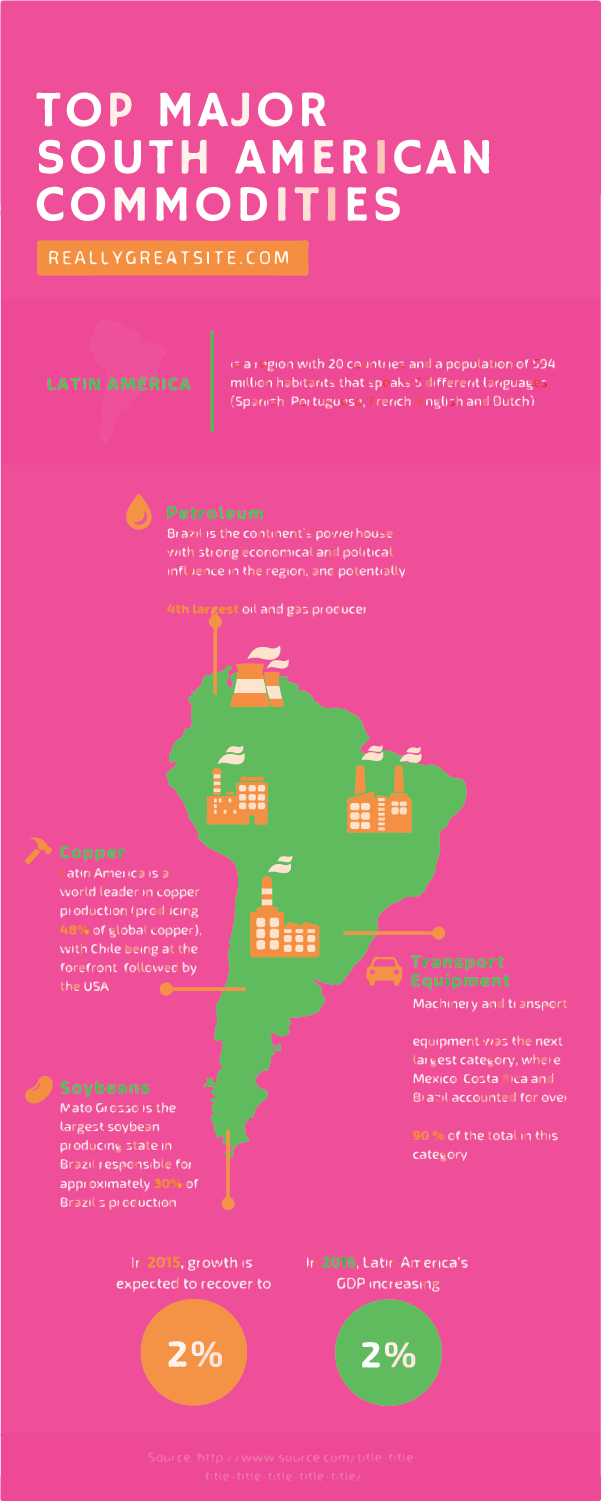 TOP MAJOR
SOUTH AMERICAN
COMMODITIES
REALLYGREATSITE.COM
LATIN AMERICA
is a region with 20 countries and a population of 594
million habitants that speaks 5 different languages
(Spanish, Portuguese, French, English and Dutch)
Petroleum
Brazil is the continent's powerhouse
with strong economical and political
influence in the region, and potentially
4th largest oil and gas producer
Copper
Latin America is a
world leader in copper
production (producing
48% of global copper),
with Chile being at the
forefront, followed by
the USA
Transport
Equipment
Machinery and transport
equipment was the next
largest category, where
Mexico, Costa Rica and
Brazil accounted for over
90 % of the total in this
category
Soybeans
Mato Grosso is the
largest soybean
producing state in
Brazil responsible for
approximately 30% of
Brazil's production
In 2015, growth is
expected to recover to
2%
In 2016, Latin America's
GDP increasing
2%
Source: http://www.source.com/title-title-
title-title-title-title-title/